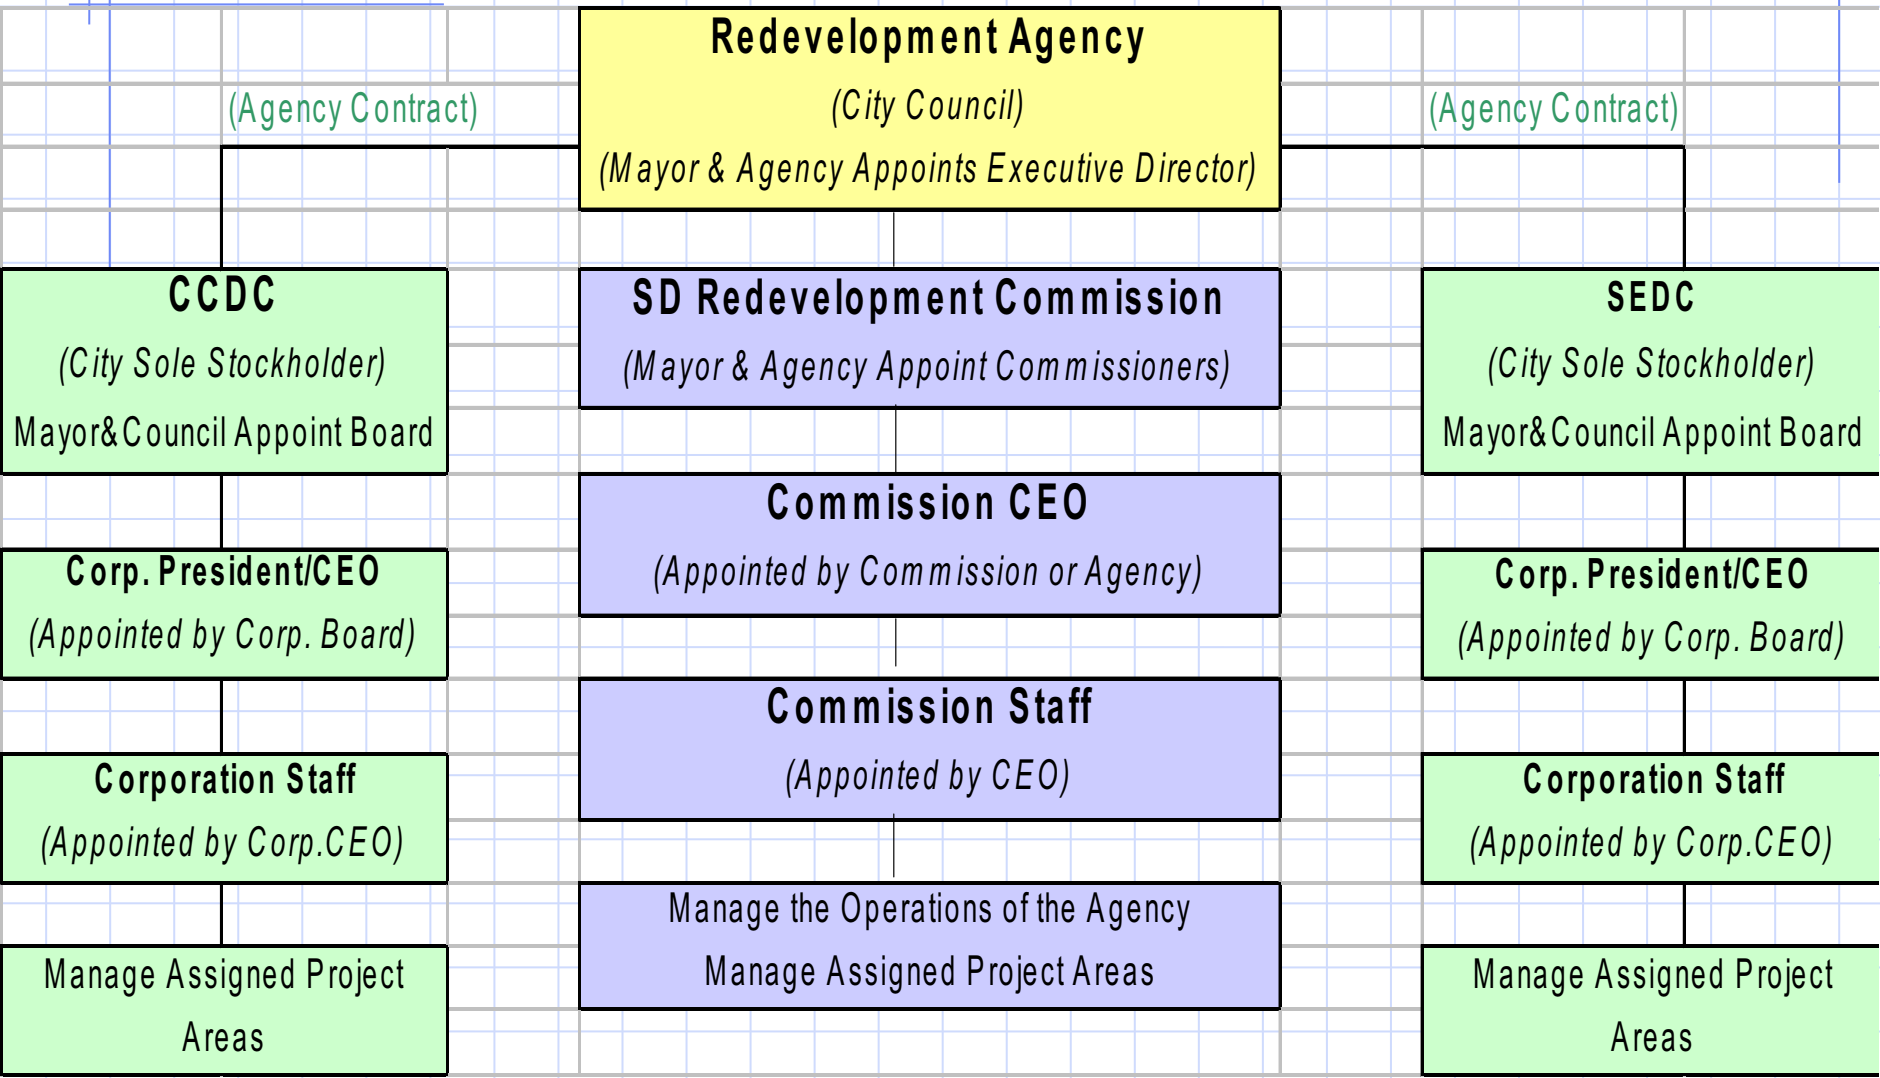 Redevelopment Agency
(City Council)
(Mayor & Agency Appoints Executive Director)
(Agency Contract)
(Agency Contract)
CCDC
(City Sole Stockholder)
Mayor&Council Appoint Board
Corp. President/CEO
(Appointed by Corp. Board)
Corporation Staff
(Appointed by Corp.CEO)
Manage Assigned Project
Areas
SD Redevelopment Commission
(Mayor & Agency Appoint Commissioners)
Commission CEO
(Appointed by Commission or Agency)
Commission Staff
(Appointed by CEO)
Manage the Operations of the Agency
Manage Assigned Project Areas
SEDC
(City Sole Stockholder)
Mayor&Council Appoint Board
Corp. President/CEO
(Appointed by Corp. Board)
Corporation Staff
(Appointed by Corp.CEO)
Manage Assigned Project
Areas